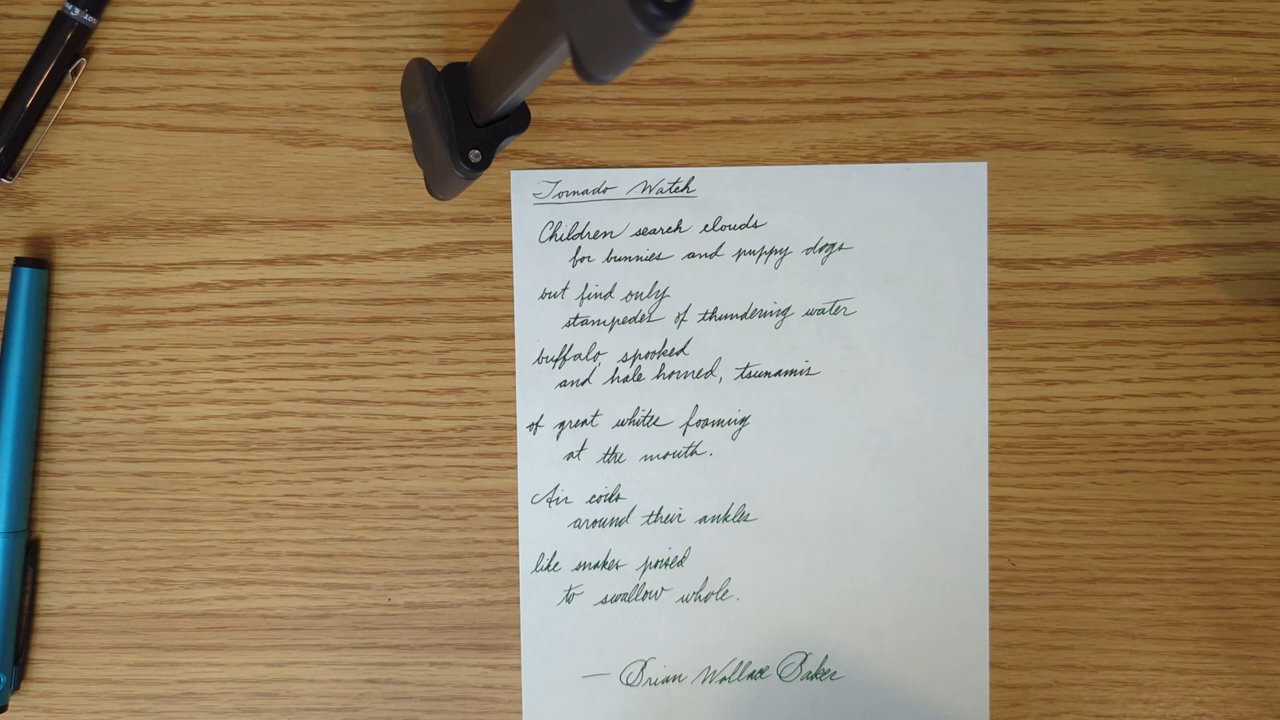 Tornado Watch
Children search clouds
for bunnies and puppy dogs
but find only
stampedes of thundering water
buffalo, spooked
and hale horned, tsunamis
of great white foaming
at the mouth.
Air coils
around their ankles
like snakes poised
to swallow whole.
— Brian Wallace Baker